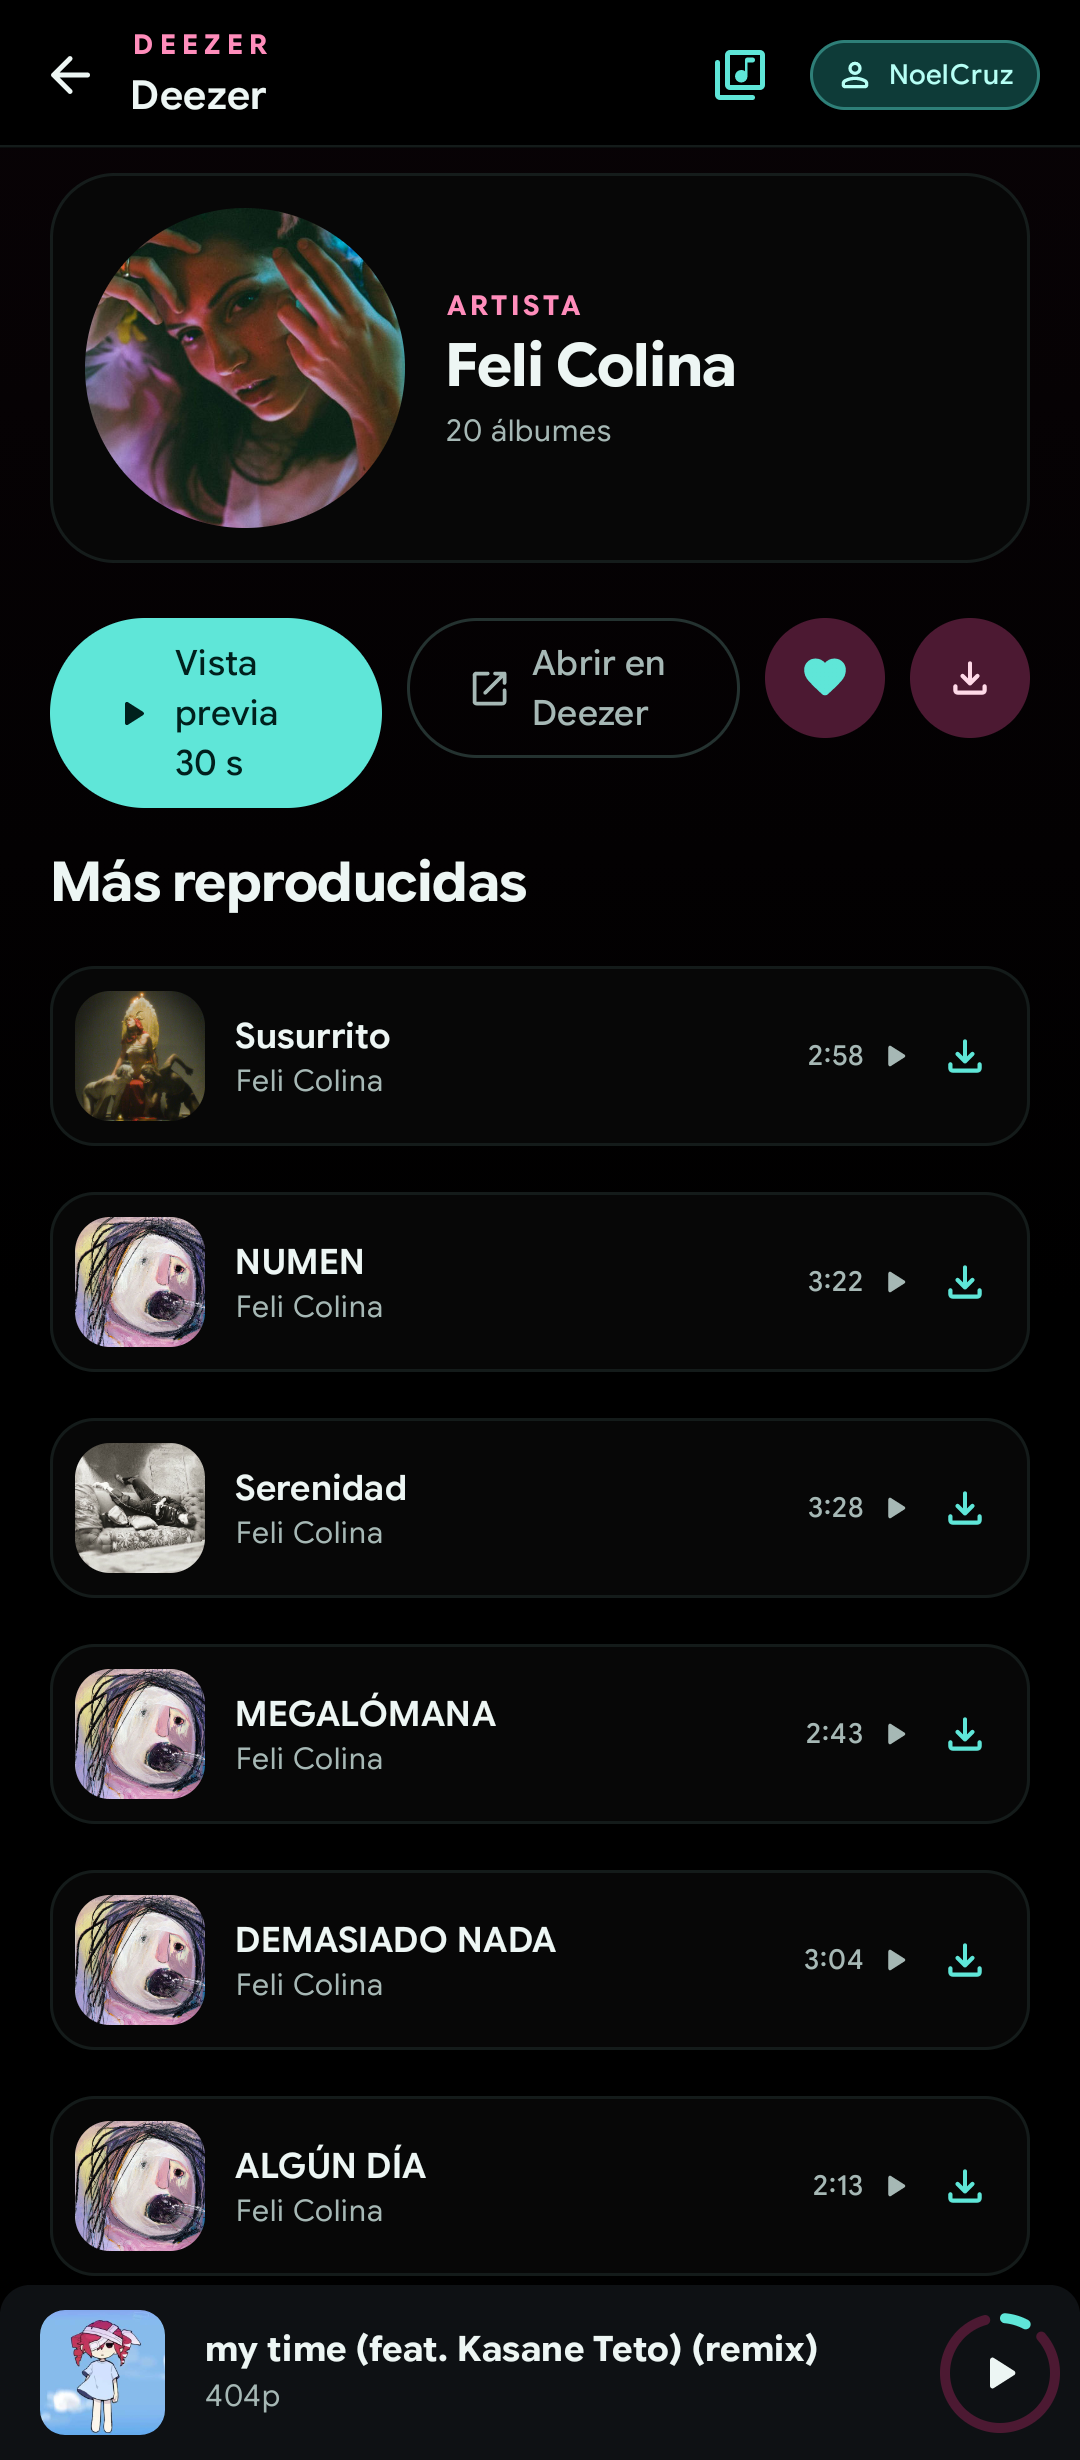 DEEZER
Deezer
NoelCruz
ARTISTA
Feli Colina
20 álbumes
Vista
previa
30 s
Abrir en
Deezer
Más reproducidas
Susurrito
Feli Colina
2:58
NUMEN
Feli Colina
3:22
Serenidad
Feli Colina
3:28
MEGALÓMANA
Feli Colina
2:43
DEMASIADO NADA
Feli Colina
3:04
ALGÚN DÍA
Feli Colina
2:13
my time (feat. Kasane Teto) (remix)
404p